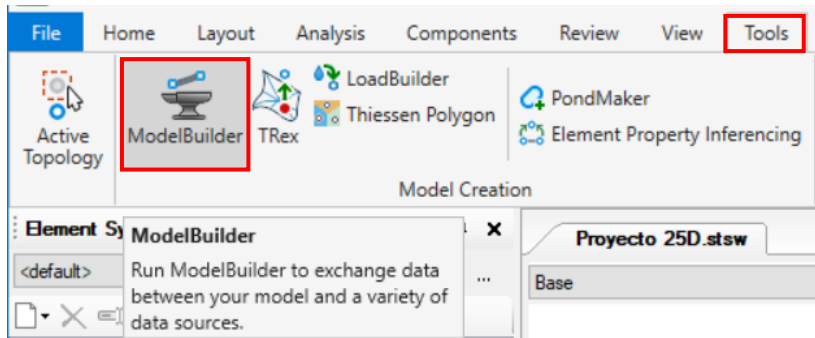 File Home Layout Analysis Components Review View Tools
Active Topology
ModelBuilder
TRex
LoadBuilder
Thiessen Polygon
PondMaker
Element Property Inferencing
Model Creation
Element Sy
<default>
...
ModelBuilder
Run ModelBuilder to exchange data
between your model and a variety of
data sources.
Proyecto 25D.stsw
Base